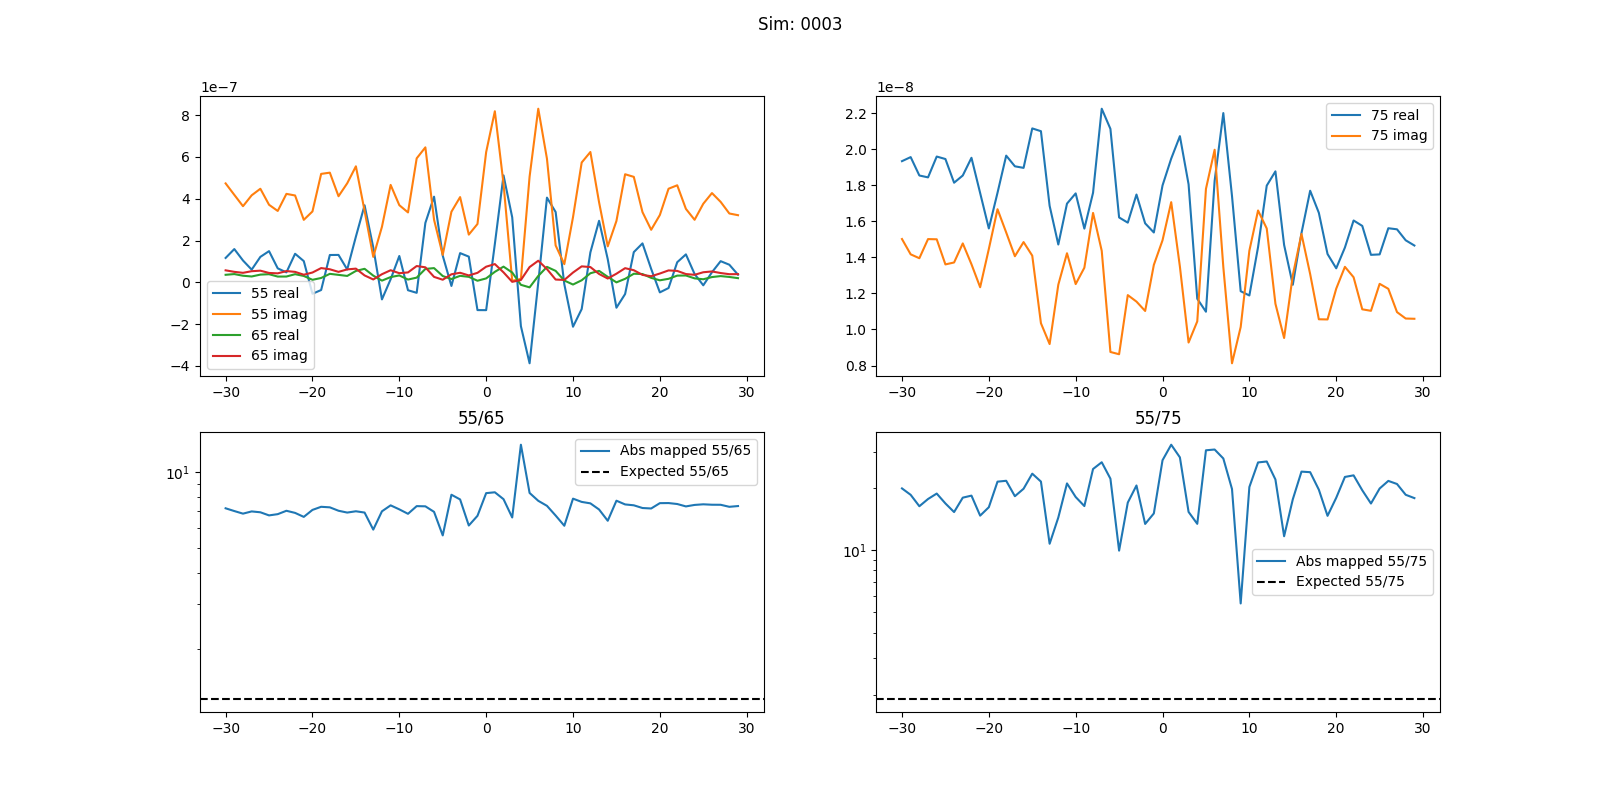 Sim: 0003
1e−7
8
6
4
2
0
−2
−4
55 real
55 imag
65 real
65 imag
−30 −20 −10 0 10 20 30
1e−8
2.2
2.0
1.8
1.6
1.4
1.2
1.0
0.8
75 real
75 imag
−30 −20 −10 0 10 20 30
55/65
10¹
Abs mapped 55/65
Expected 55/65
−30 −20 −10 0 10 20 30
55/75
10¹
Abs mapped 55/75
Expected 55/75
−30 −20 −10 0 10 20 30